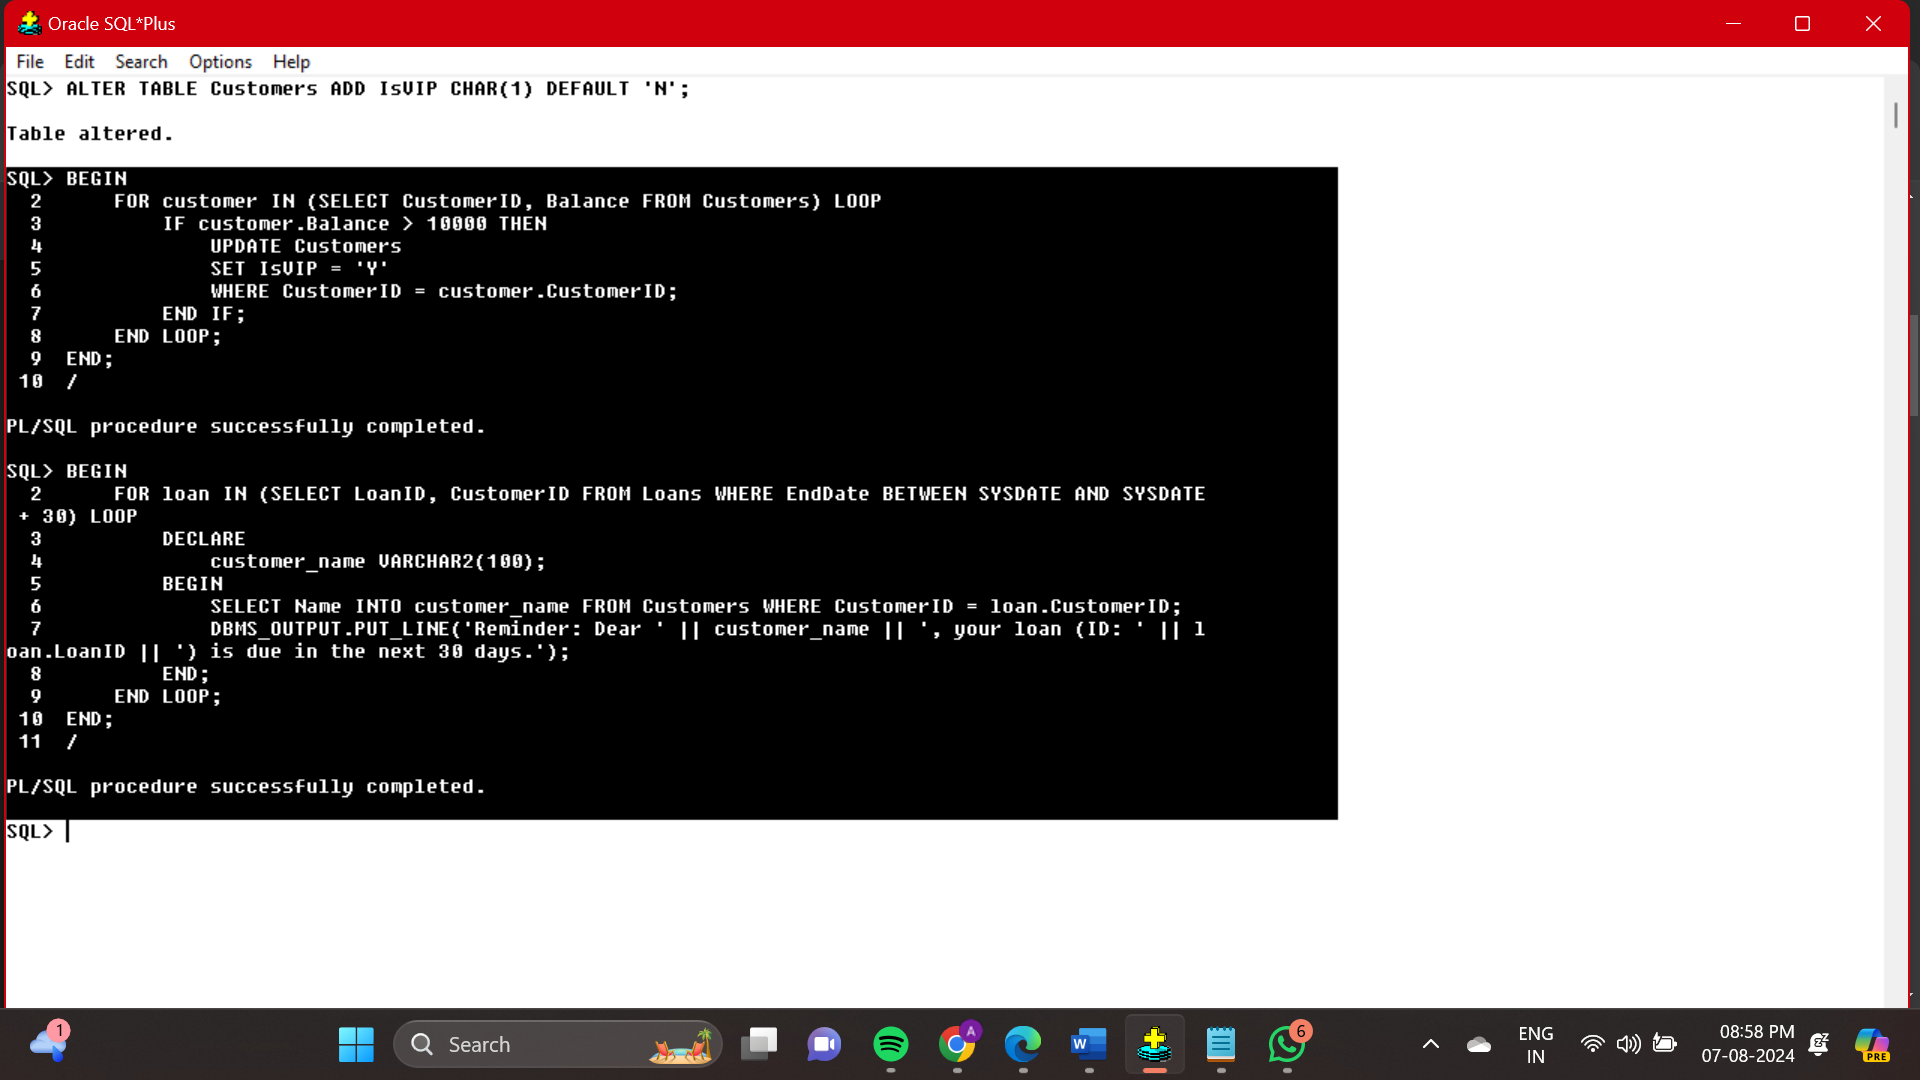 Oracle SQL*Plus
File Edit Search Options Help
SQL> ALTER TABLE Customers ADD IsVIP CHAR(1) DEFAULT 'N';
Table altered.
SQL> BEGIN
  2      FOR customer IN (SELECT CustomerID, Balance FROM Customers) LOOP
  3          IF customer.Balance > 10000 THEN
  4              UPDATE Customers
  5              SET IsVIP = 'Y'
  6              WHERE CustomerID = customer.CustomerID;
  7          END IF;
  8      END LOOP;
  9  END;
 10  /
PL/SQL procedure successfully completed.
SQL> BEGIN
  2      FOR loan IN (SELECT LoanID, CustomerID FROM Loans WHERE EndDate BETWEEN SYSDATE AND SYSDATE
 + 30) LOOP
  3          DECLARE
  4              customer_name VARCHAR2(100);
  5          BEGIN
  6              SELECT Name INTO customer_name FROM Customers WHERE CustomerID = loan.CustomerID;
  7              DBMS_OUTPUT.PUT_LINE('Reminder: Dear ' || customer_name || ', your loan (ID: ' || l
oan.LoanID || ') is due in the next 30 days.');
  8          END;
  9      END LOOP;
 10  END;
 11  /
PL/SQL procedure successfully completed.
SQL>
1
Search
A
W
6
ENG
IN
08:58 PM
07-08-2024
PRE